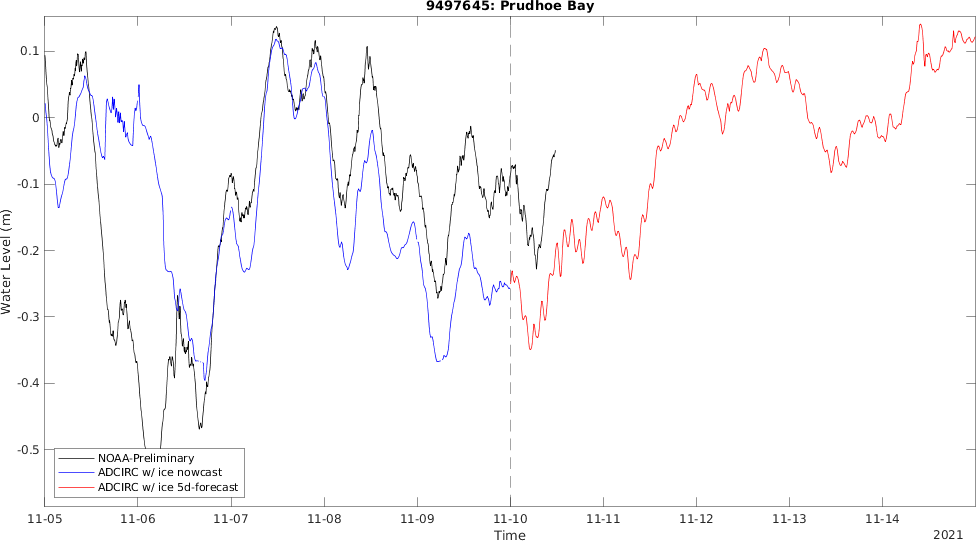 9497645: Prudhoe Bay
Water Level (m)
0.1
0
-0.1
-0.2
-0.3
-0.4
-0.5
NOAA-Preliminary
ADCIRC w/ ice nowcast
ADCIRC w/ ice 5d-forecast
11-05 11-06 11-07 11-08 11-09 11-10 11-11 11-12 11-13 11-14
Time
2021